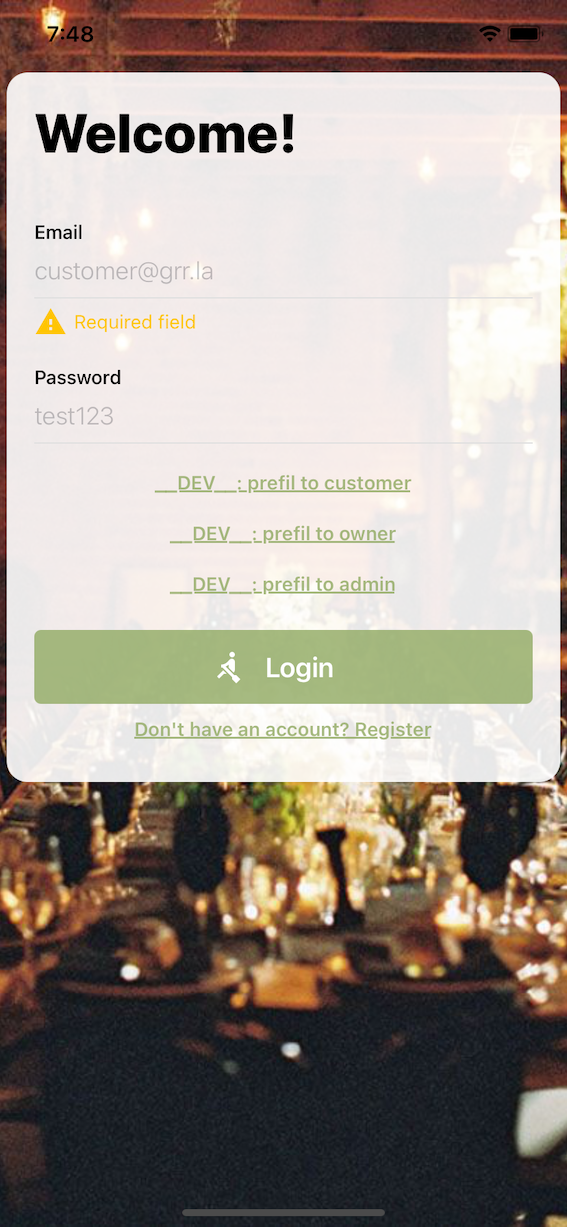 7:48
Welcome!
Email
customer@grr.la
Required field
Password
test123
__DEV__: prefil to customer
__DEV__: prefil to owner
__DEV__: prefil to admin
Login
Don't have an account? Register